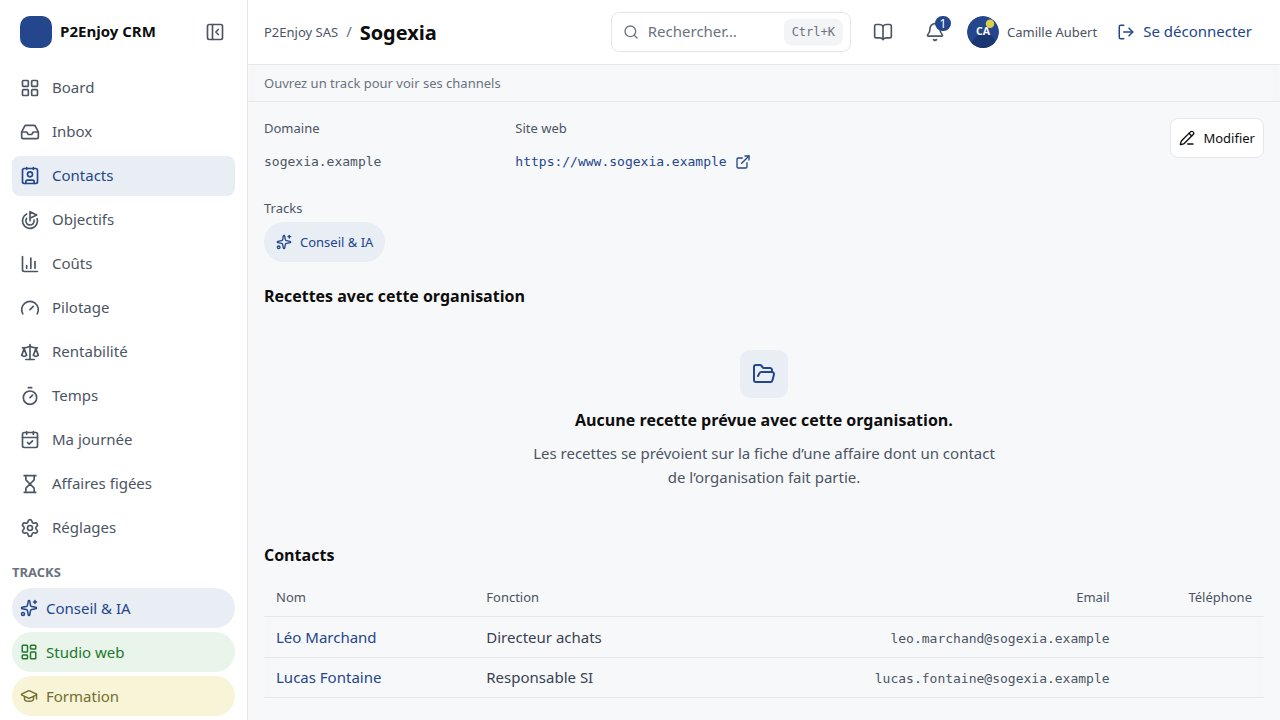 P2Enjoy CRM
Board
Inbox
Contacts
Objectifs
Coûts
Pilotage
Rentabilité
Temps
Ma journée
Affaires figées
Réglages
TRACKS
Conseil & IA
Studio web
Formation
P2Enjoy SAS / Sogexia
Rechercher... Ctrl+K
1
CA Camille Aubert
Se déconnecter
Ouvrez un track pour voir ses channels
Domaine Site web
sogexia.example https://www.sogexia.example
Modifier
Tracks
Conseil & IA
Recettes avec cette organisation
Aucune recette prévue avec cette organisation.
Les recettes se prévoient sur la fiche d’une affaire dont un contact
de l’organisation fait partie.
Contacts
Nom Fonction Email Téléphone
Léo Marchand Directeur achats leo.marchand@sogexia.example
Lucas Fontaine Responsable SI lucas.fontaine@sogexia.example